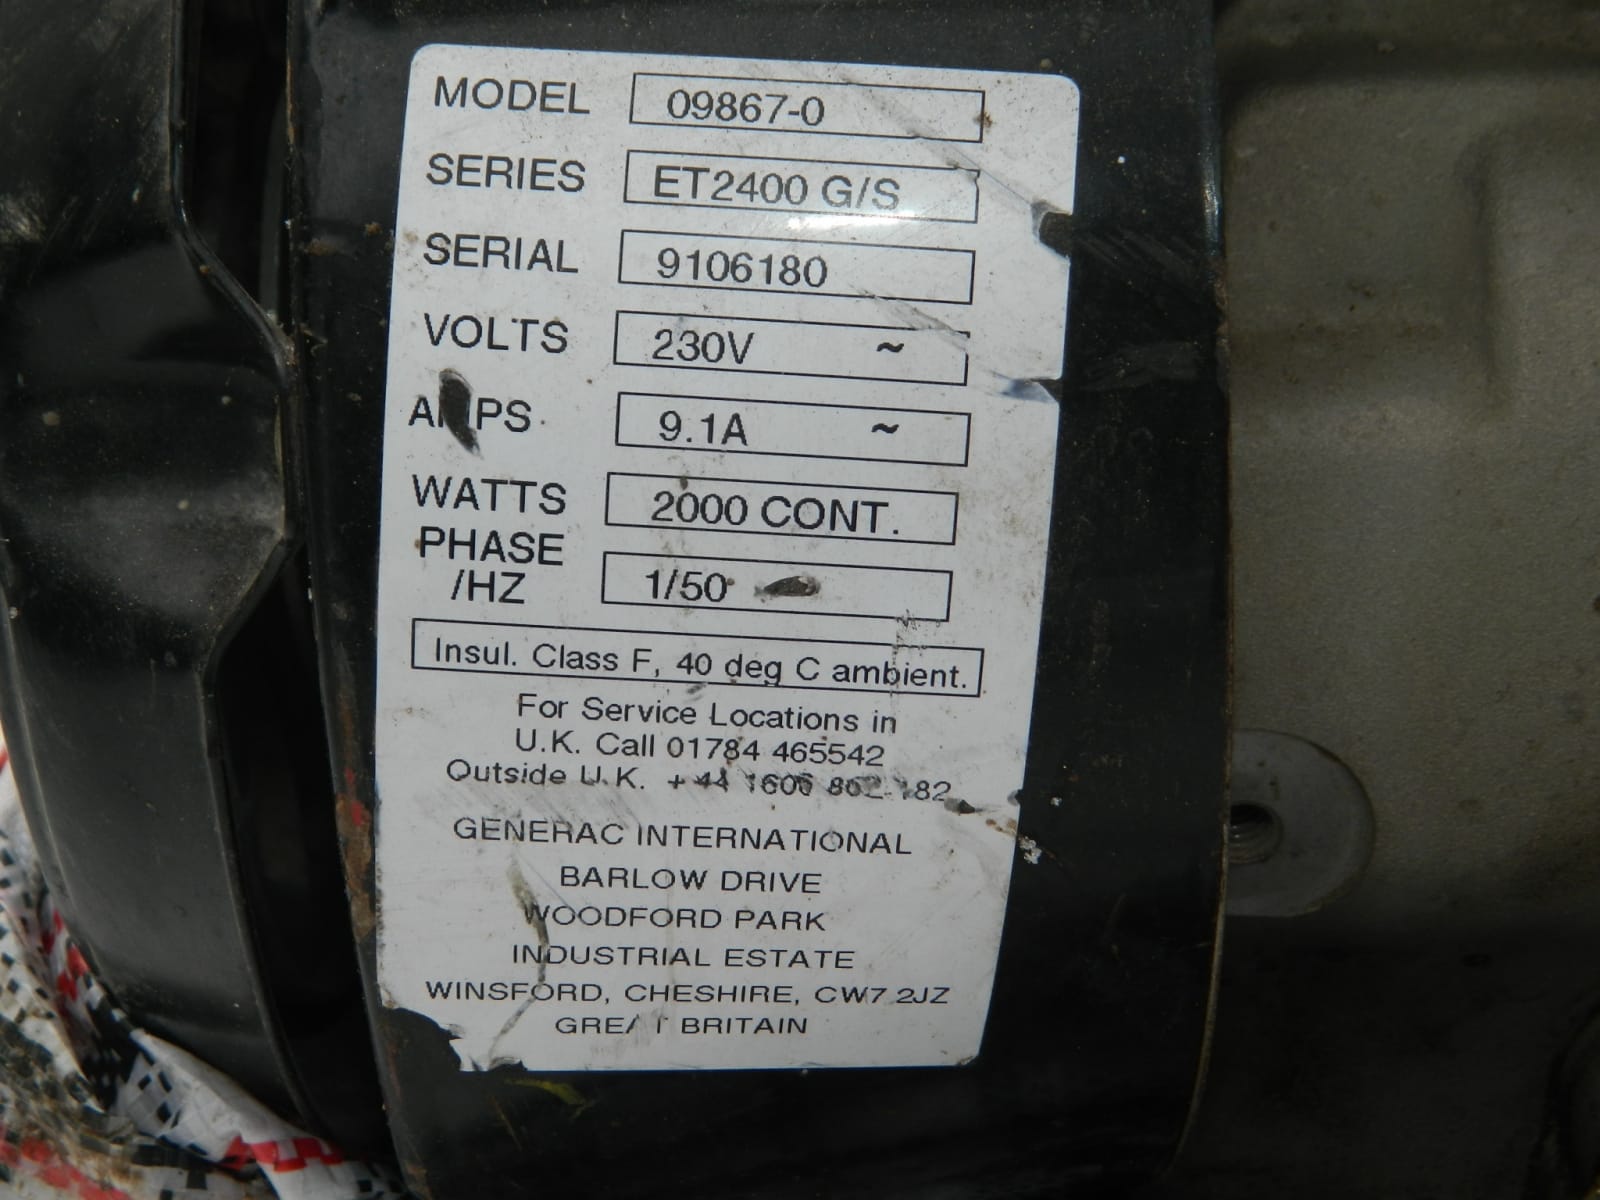 MODEL 09867-0
SERIES ET2400 G/S
SERIAL 9106180
VOLTS 230V ~
AMPS 9.1A ~
WATTS 2000 CONT.
PHASE
/HZ 1/50
Insul. Class F, 40 deg C ambient.
For Service Locations in
U.K. Call 01784 465542
Outside U.K. +44 1606
GENERAC INTERNATIONAL
BARLOW DRIVE
WOODFORD PARK
INDUSTRIAL ESTATE
WINSFORD, CHESHIRE, CW7 2JZ
GREAT BRITAIN